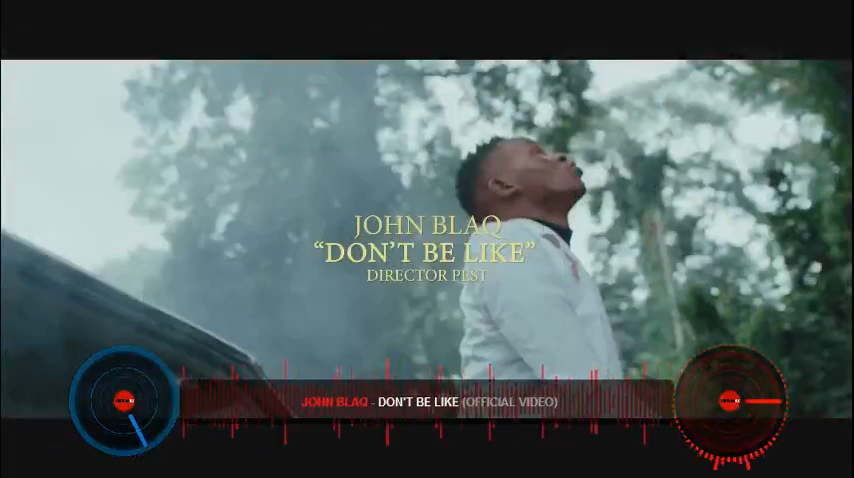 JOHN BLAQ
“DON’T BE LIKE”
DIRECTOR PEST
JOHN BLAQ - DON'T BE LIKE (OFFICIAL VIDEO)